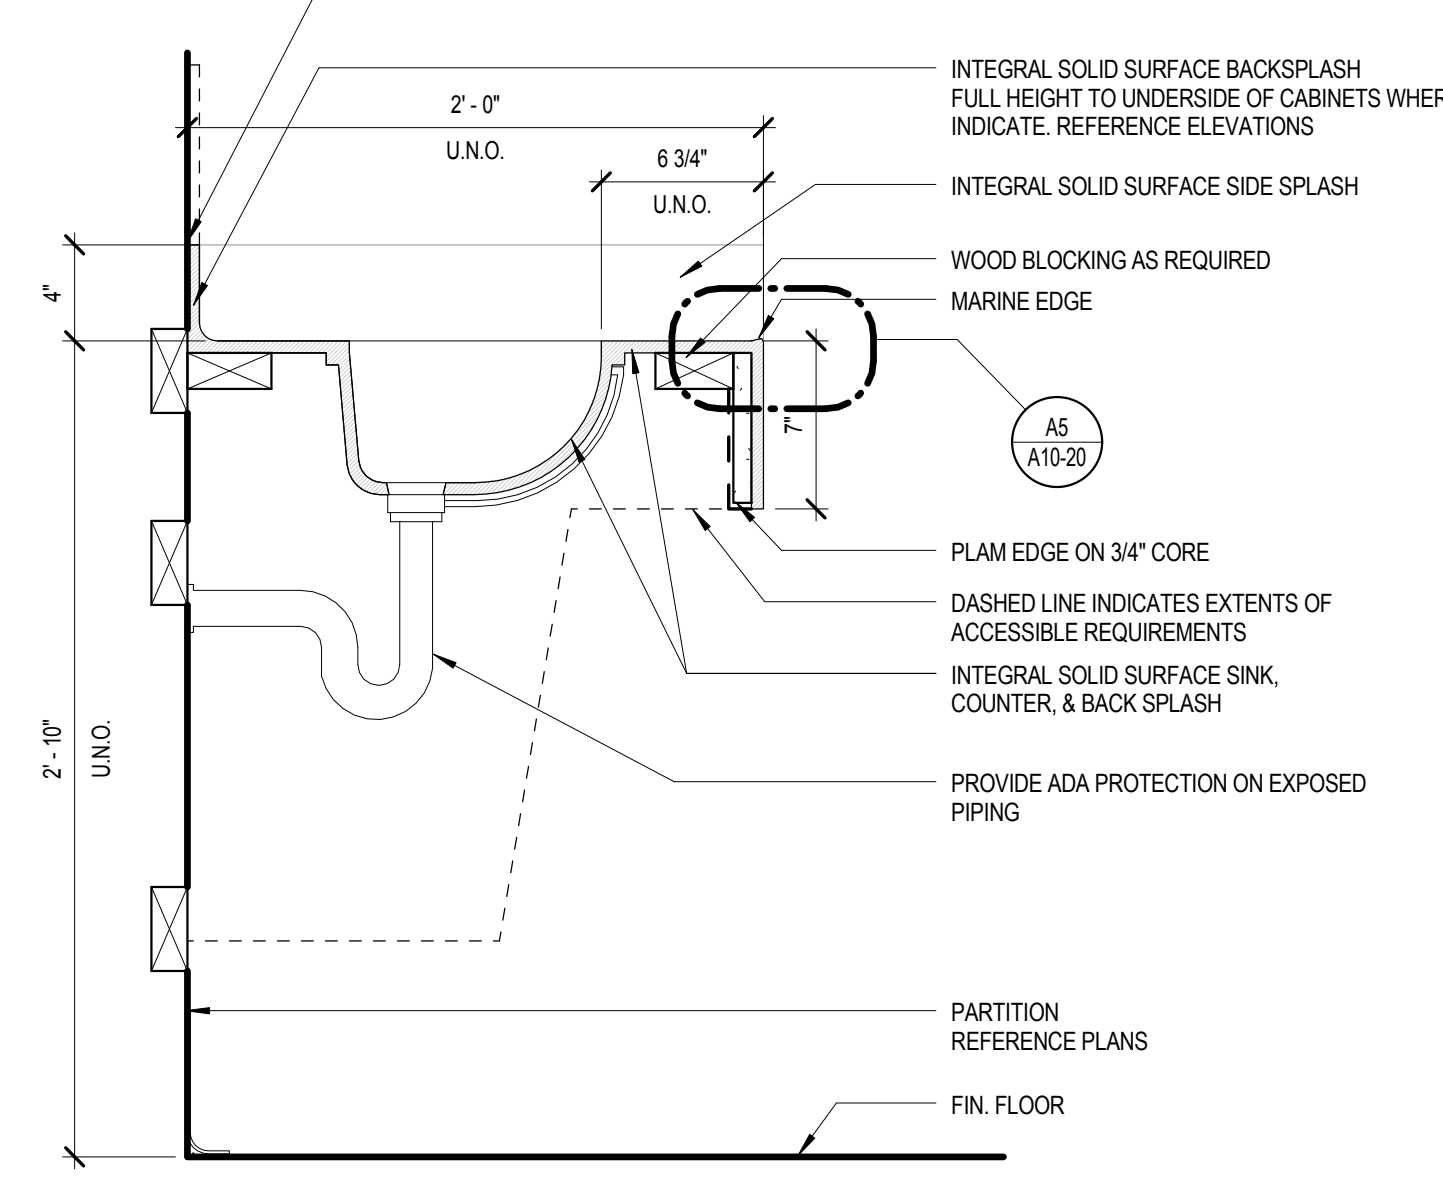 INTEGRAL SOLID SURFACE BACKSPLASH
FULL HEIGHT TO UNDERSIDE OF CABINETS WHER
INDICATE. REFERENCE ELEVATIONS
2' - 0"
U.N.O.
6 3/4"
U.N.O.
INTEGRAL SOLID SURFACE SIDE SPLASH
WOOD BLOCKING AS REQUIRED
MARINE EDGE
4"
7"
A5
A10-20
PLAM EDGE ON 3/4" CORE
DASHED LINE INDICATES EXTENTS OF
ACCESSIBLE REQUIREMENTS
INTEGRAL SOLID SURFACE SINK,
COUNTER, & BACK SPLASH
2' - 10"
U.N.O.
PROVIDE ADA PROTECTION ON EXPOSED
PIPING
PARTITION
REFERENCE PLANS
FIN. FLOOR